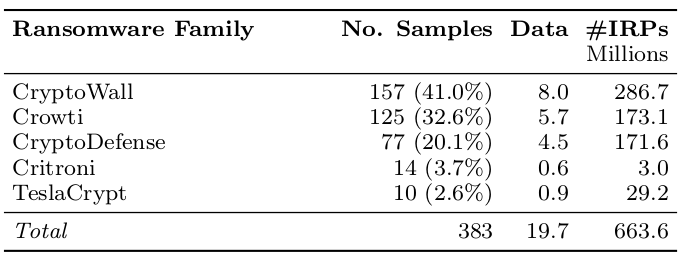 Ransomware Family No. Samples Data #IRPs
Millions
CryptoWall 157 (41.0%) 8.0 286.7
Crowti 125 (32.6%) 5.7 173.1
CryptoDefense 77 (20.1%) 4.5 171.6
Critroni 14 (3.7%) 0.6 3.0
TeslaCrypt 10 (2.6%) 0.9 29.2
Total 383 19.7 663.6